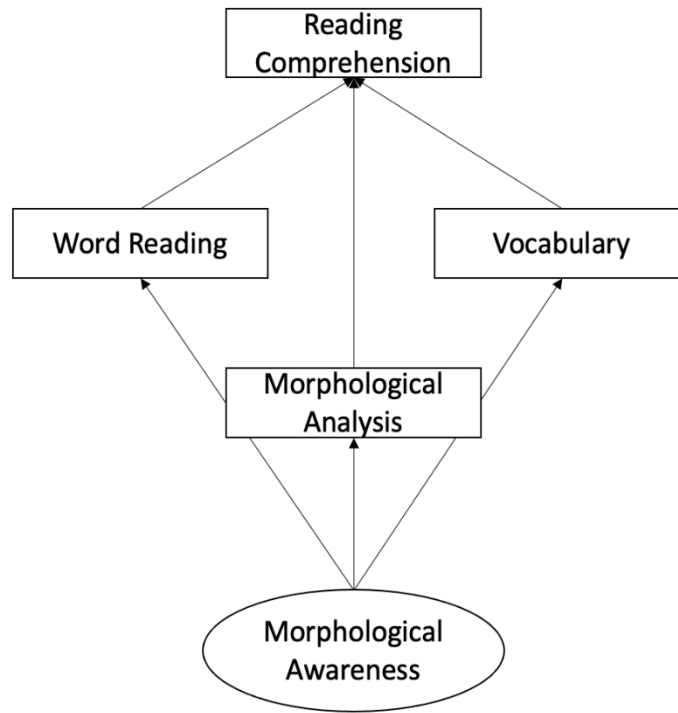 Reading
Comprehension
Word Reading
Vocabulary
Morphological
Analysis
Morphological
Awareness